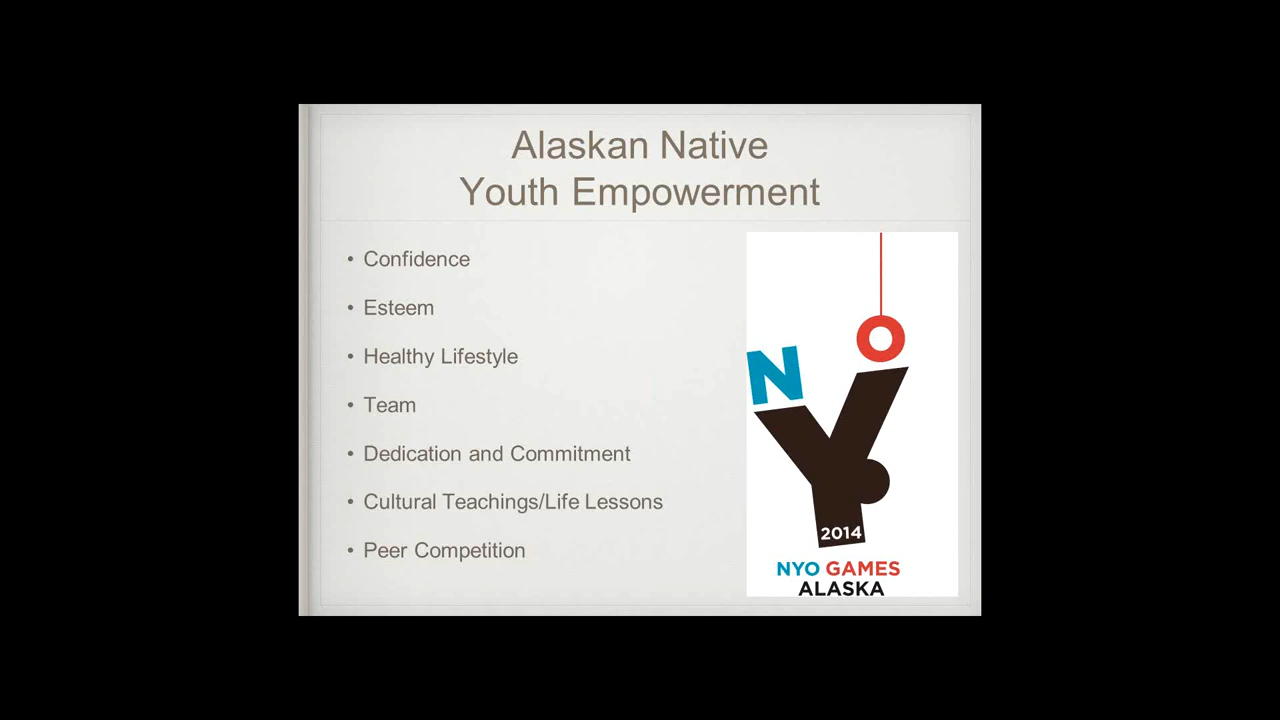 Alaskan Native
Youth Empowerment
• Confidence
• Esteem
• Healthy Lifestyle
• Team
• Dedication and Commitment
• Cultural Teachings/Life Lessons
• Peer Competition
N
Y
O
2014
NYO GAMES
ALASKA